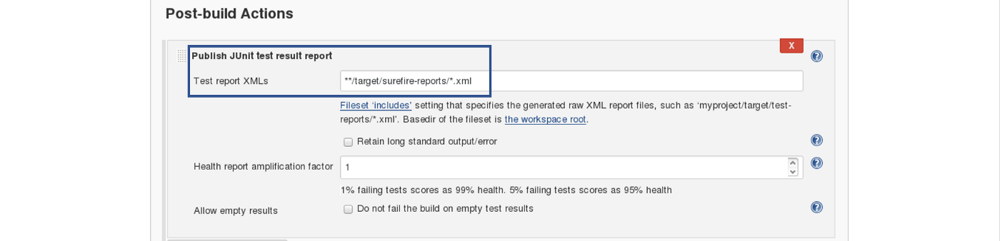 Post-build Actions
X
Publish JUnit test result report
Test report XMLs
**/target/surefire-reports/*.xml
Fileset ‘includes’ setting that specifies the generated raw XML report files, such as ‘myproject/target/test-
reports/*.xml’. Basedir of the fileset is the workspace root.
Retain long standard output/error
Health report amplification factor
1
1% failing tests scores as 99% health. 5% failing tests scores as 95% health
Allow empty results
Do not fail the build on empty test results